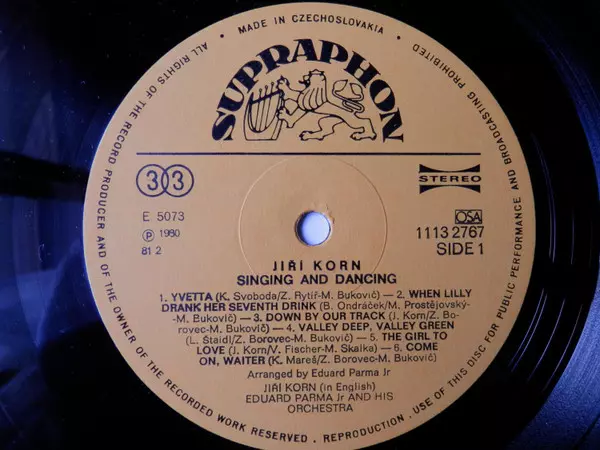 MADE IN CZECHOSLOVAKIA
ALL RIGHTS OF THE RECORD PRODUCER AND OF THE OWNER OF THE RECORDED WORK RESERVED . REPRODUCTION . USE OF THIS DISC FOR PUBLIC PERFORMANCE AND BROADCASTING PROHIBITED
SUPRAPHON
33
STEREO
E 5073
OSA
℗ 1980
1113 2767
81 2
SIDE 1
JIŘÍ KORN
SINGING AND DANCING
1. YVETTA (K. Svoboda/Z. Rytíř-M. Bukovič) — 2. WHEN LILLY
DRANK HER SEVENTH DRINK (B. Ondráček/M. Prostějovský-
-M. Bukovič) — 3. DOWN BY OUR TRACK (J. Korn/Z. Bo-
rovec-M. Bukovič) — 4. VALLEY DEEP, VALLEY GREEN
(L. Štaidl/Z. Borovec-M. Bukovič) — 5. THE GIRL TO
LOVE (J. Korn/V. Fischer-M. Skalka) — 6. COME
ON, WAITER (K. Mareš/Z. Borovec-M. Bukovič)
Arranged by Eduard Parma Jr
JIŘÍ KORN (in English)
EDUARD PARMA Jr AND HIS
ORCHESTRA